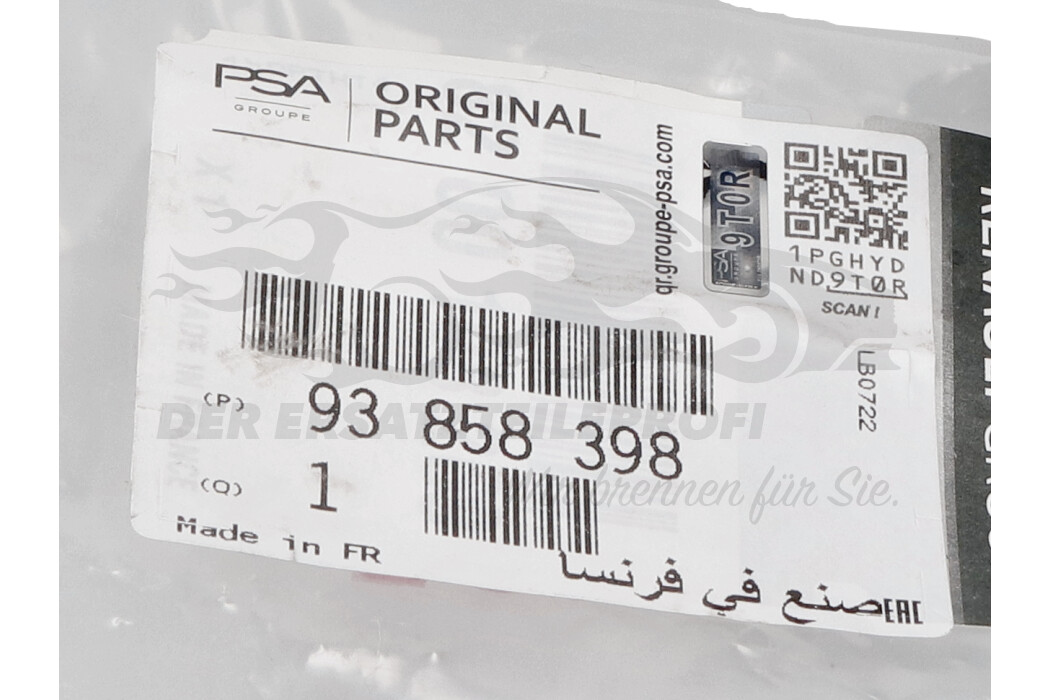 PSA
GROUPE
ORIGINAL
PARTS
qr.groupe-psa.com
9T0R
PSA
1PGHYD
ND9T0R
SCAN !
LB0722
(P) 93 858 398
(Q) 1
Made in FR
صنع في فرنسا
EAC
DER ERSATZTEILEPROFI
Wir brennen für Sie.